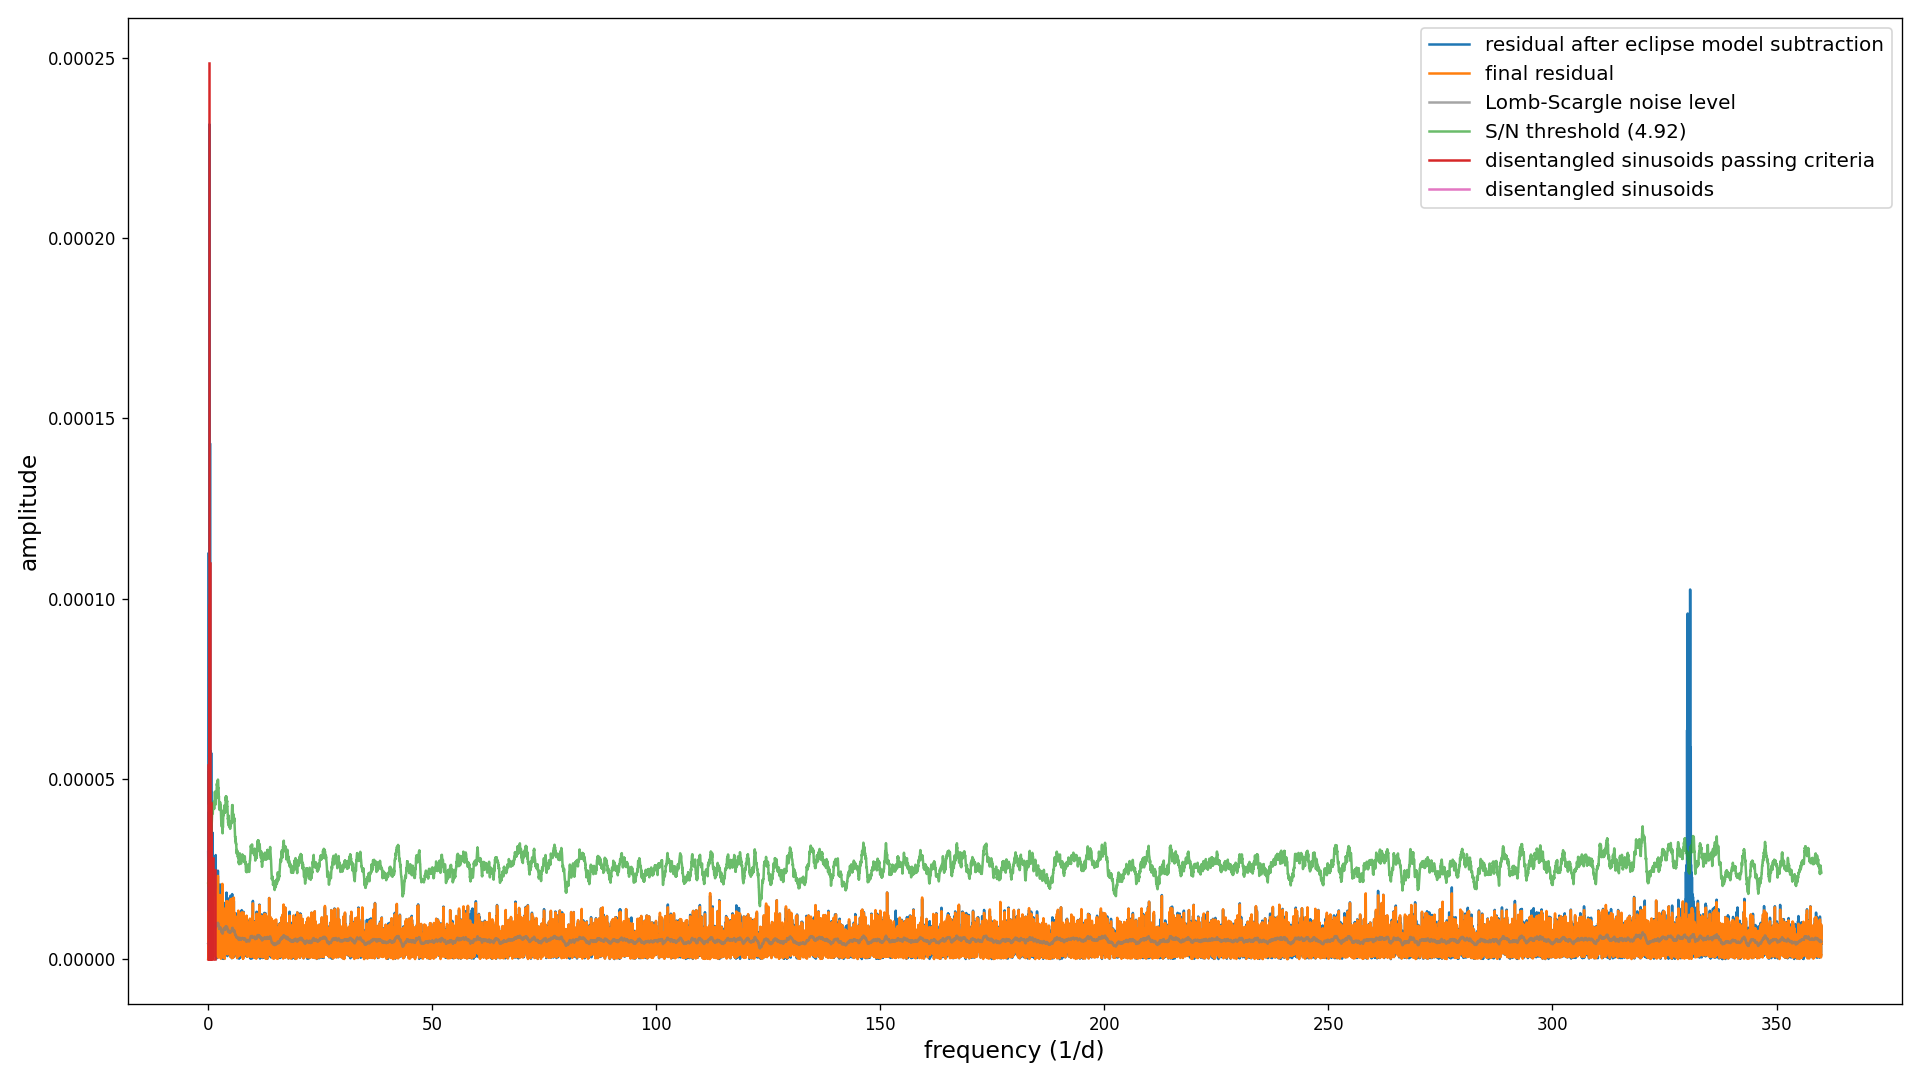 residual after eclipse model subtraction
final residual
Lomb-Scargle noise level
S/N threshold (4.92)
disentangled sinusoids passing criteria
disentangled sinusoids
0.00025
0.00020
0.00015
0.00010
0.00005
0.00000
amplitude
0 50 100 150 200 250 300 350
frequency (1/d)